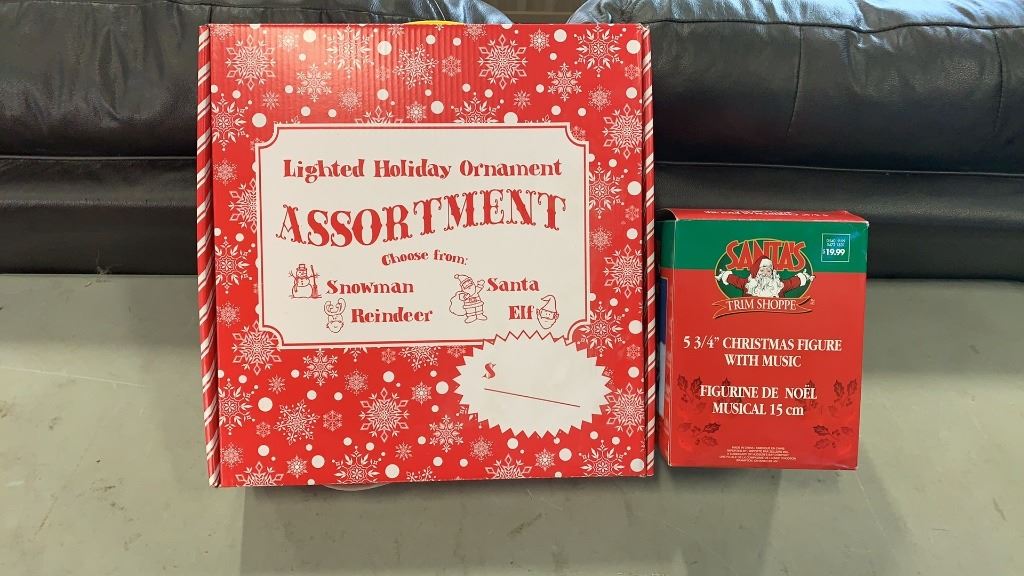 Lighted Holiday Ornament
ASSORTMENT
Choose from:
Snowman
Santa
Reindeer
Elf
$
SANTA'S
TRIM SHOPPE
$19.99
5 3/4" CHRISTMAS FIGURE
WITH MUSIC
FIGURINE DE NOËL
MUSICAL 15 cm